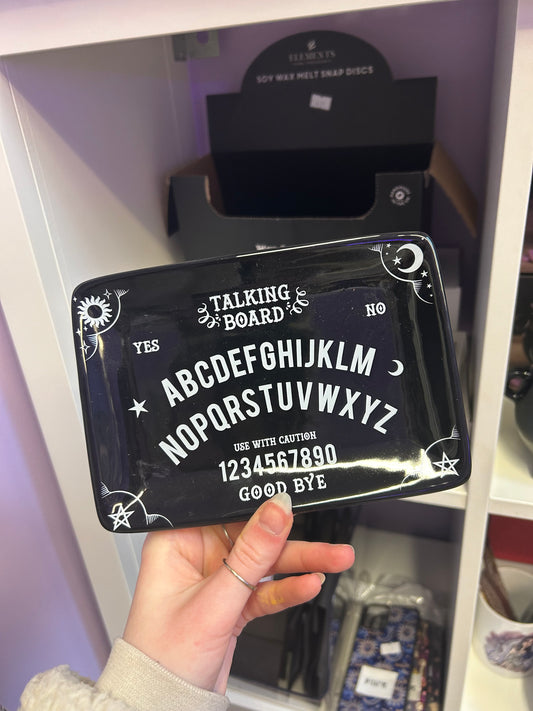 ELEMENTS
SOY WAX MELT SNAP DISCS
TALKING
BOARD
YES
NO
ABCDEFGHIJKLM
NOPQRSTUVWXYZ
USE WITH CAUTION
1234567890
GOOD BYE